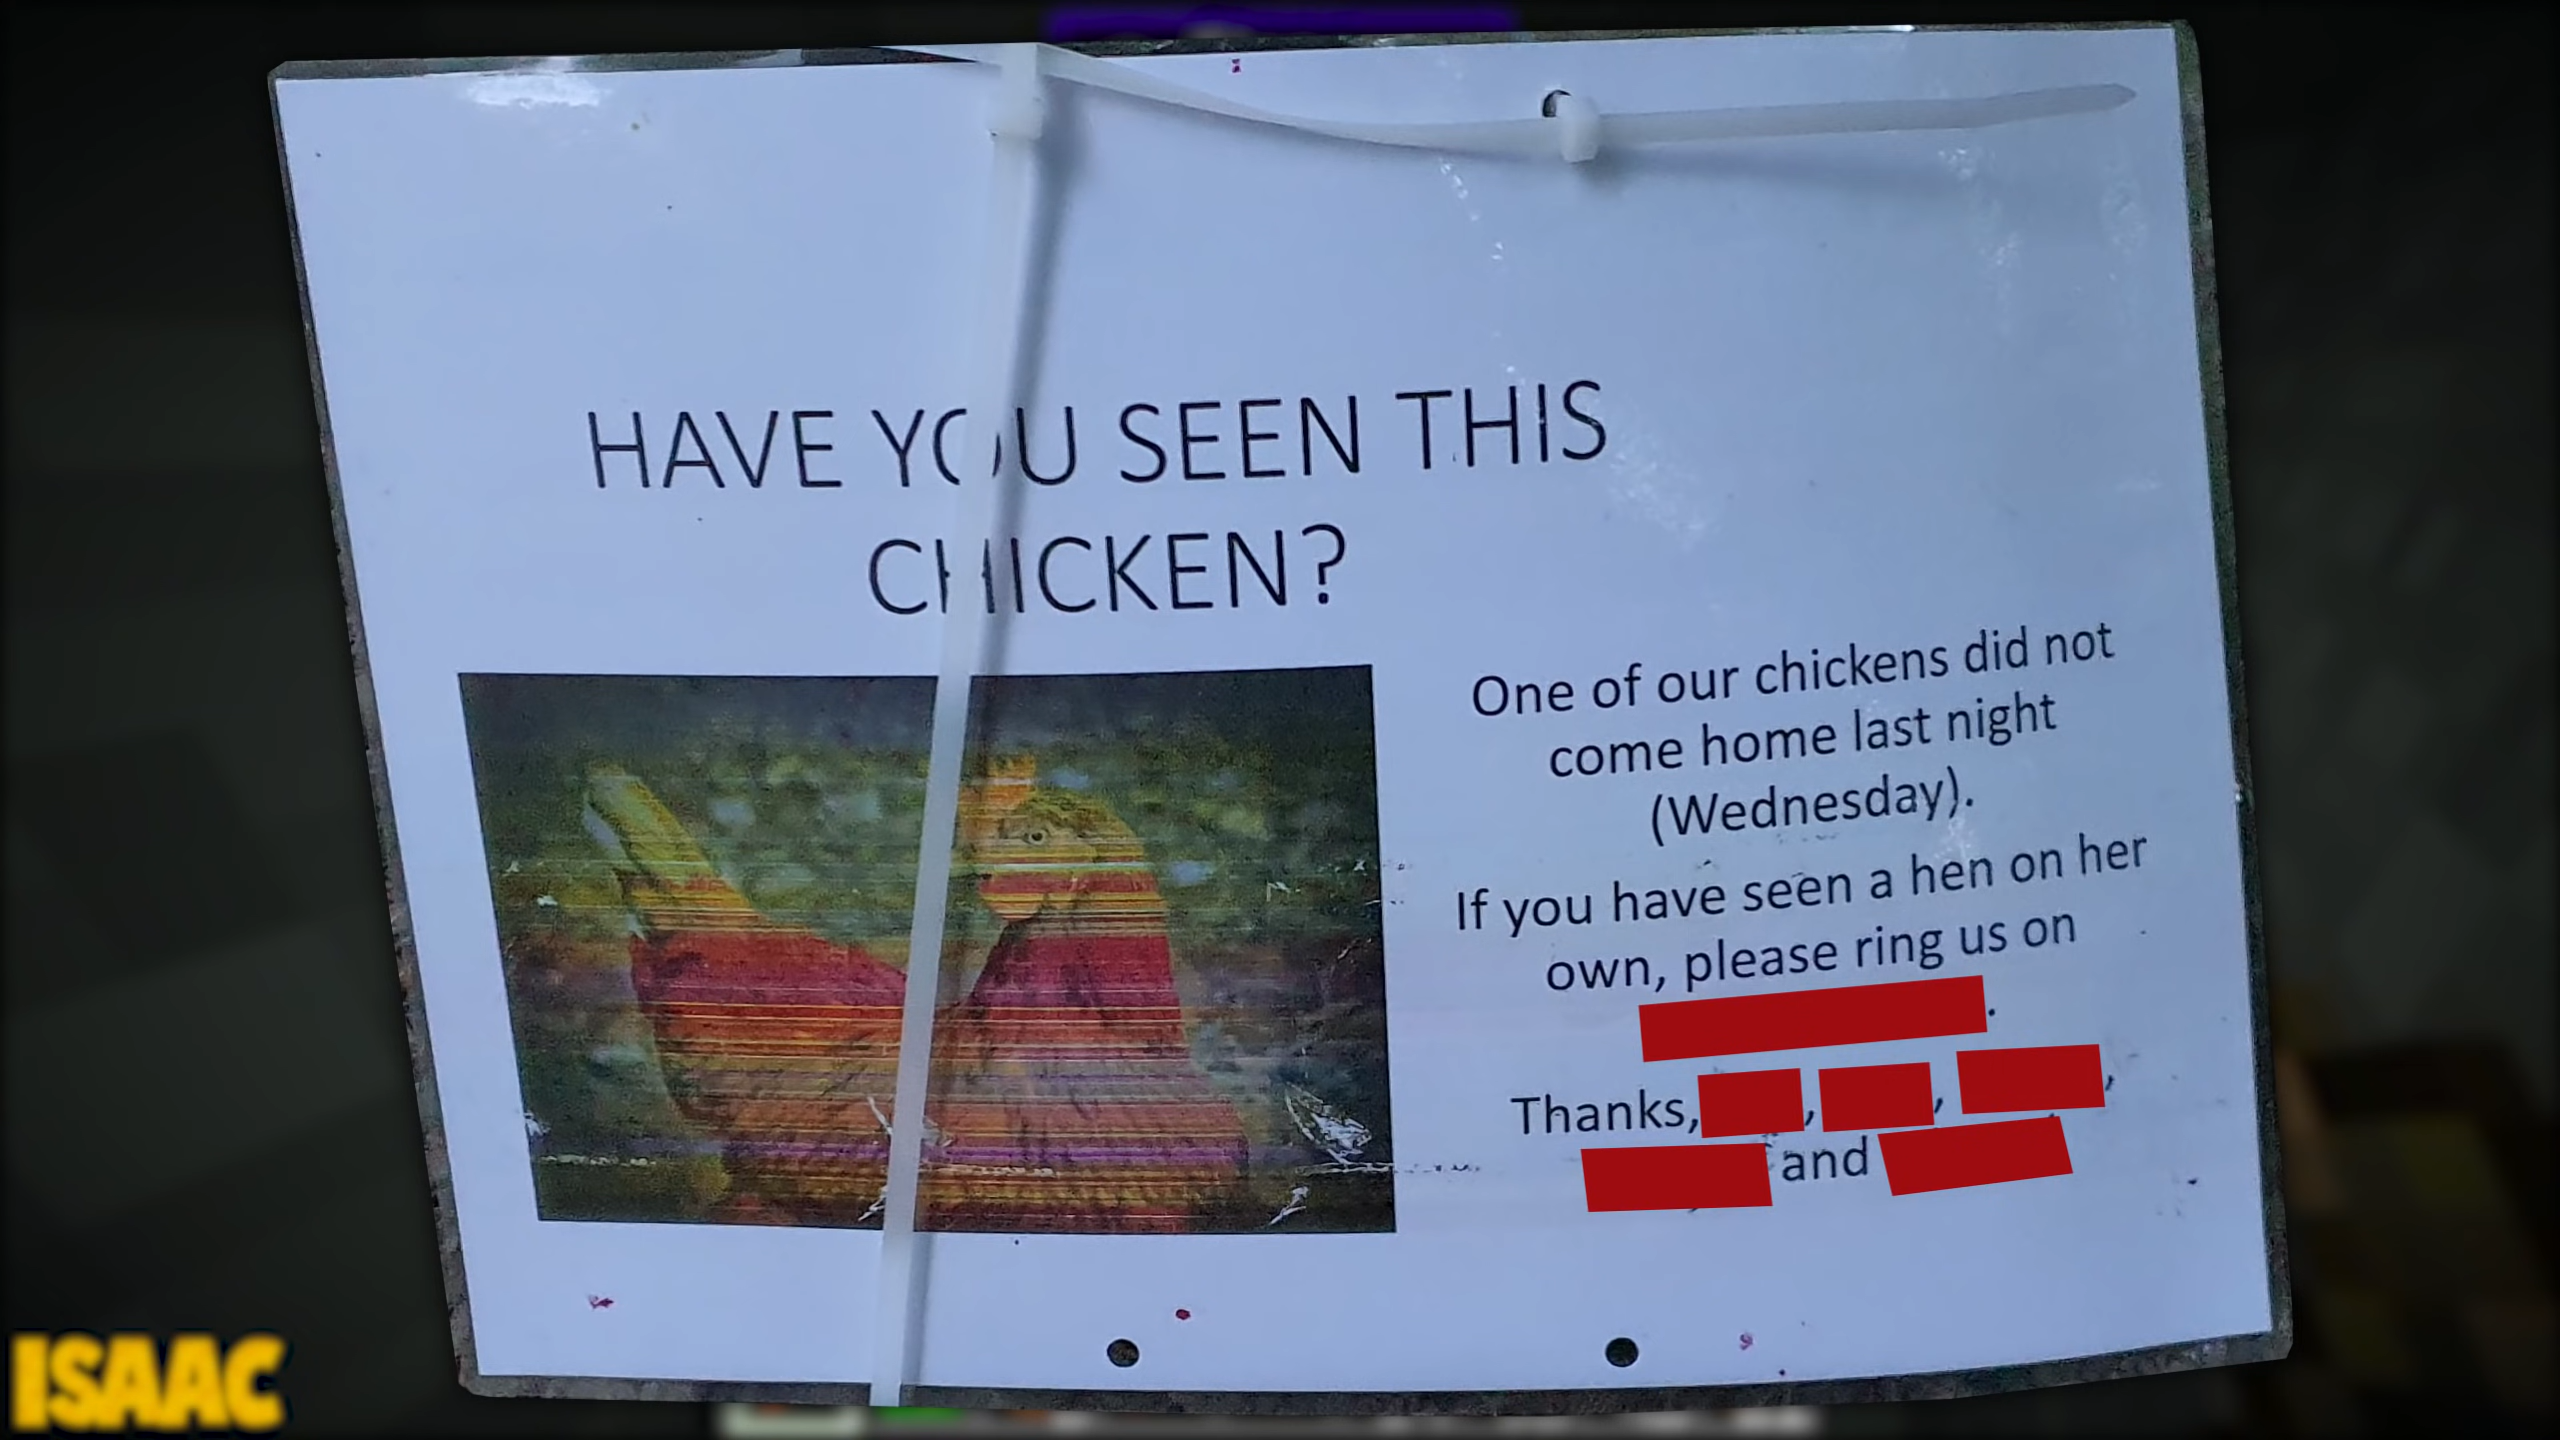 HAVE YOU SEEN THIS
CHICKEN?
One of our chickens did not
come home last night
(Wednesday).
If you have seen a hen on her
own, please ring us on
.
Thanks, , , ,
and
ISAAC